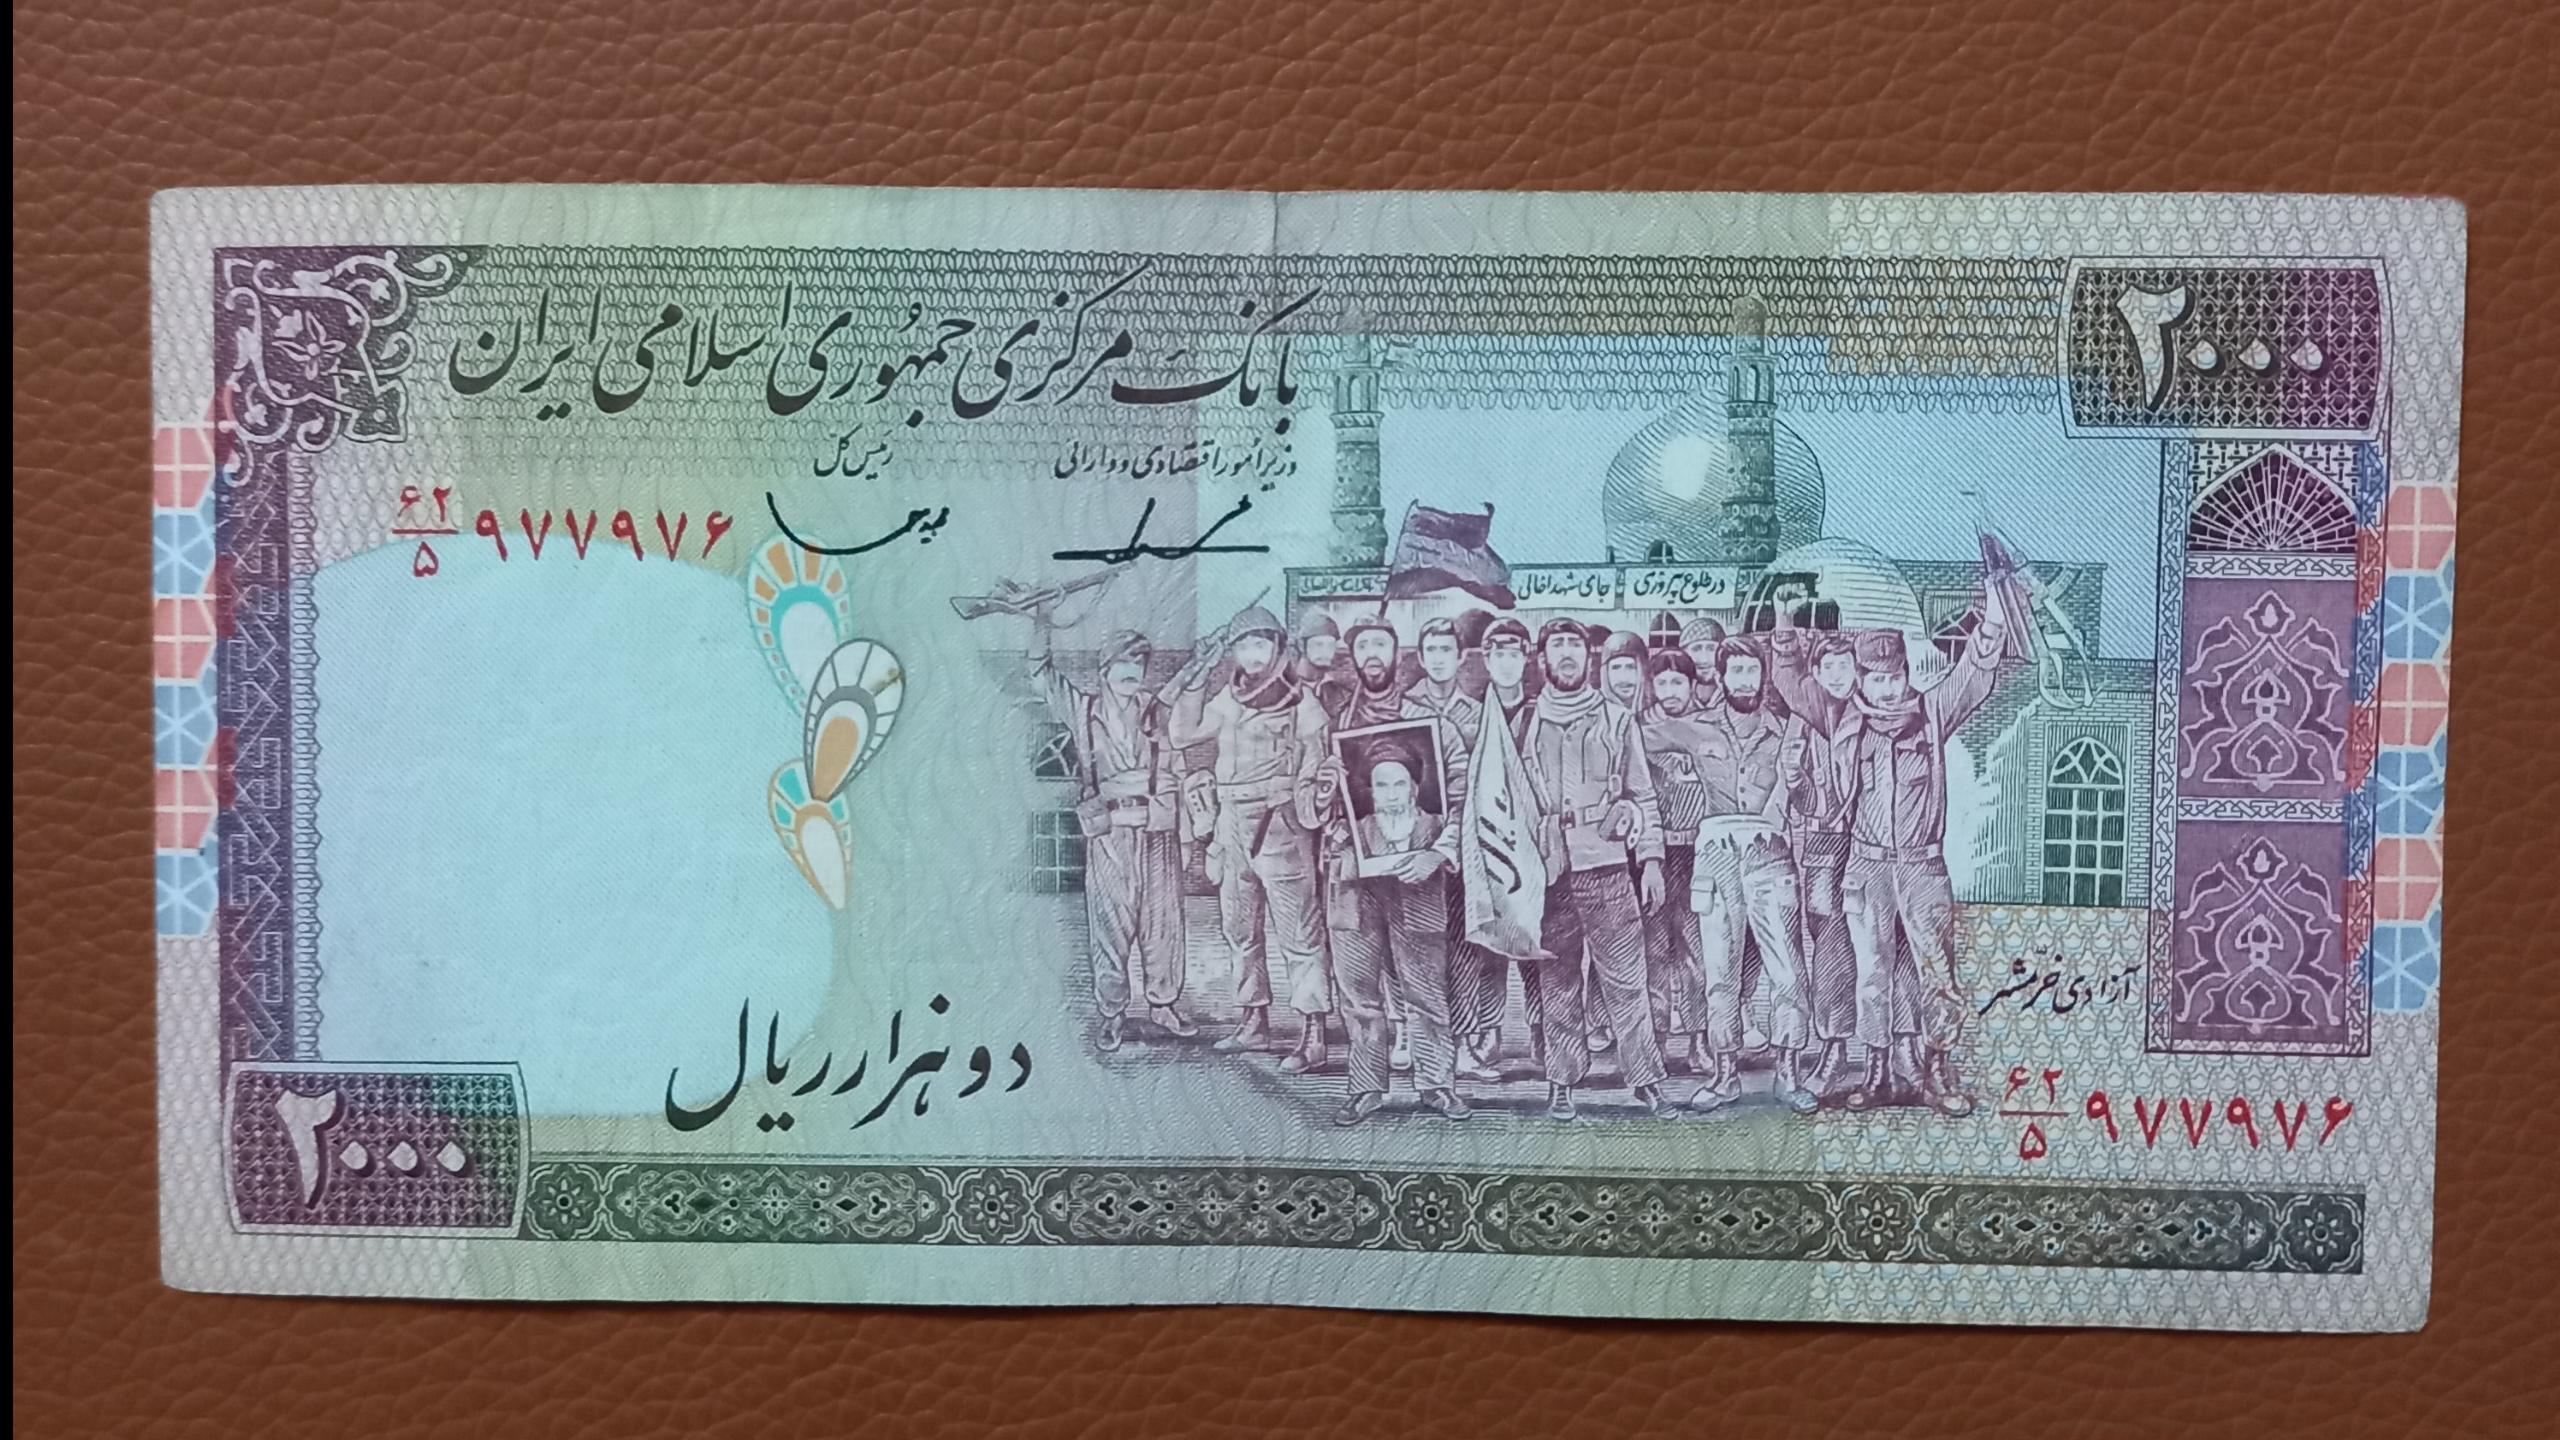 بانک مرکزی جمهوری اسلامی ایران
۲۰۰۰
وزیر امور اقتصادی و دارائی
رئیس کل
۶۲/۵ ۹۷۷۹۷۶
در طلوع پیروزی
جای شهدا خالی
آزادی خرمشهر
دو هزار ریال
۶۲/۵ ۹۷۷۹۷۶
۲۰۰۰